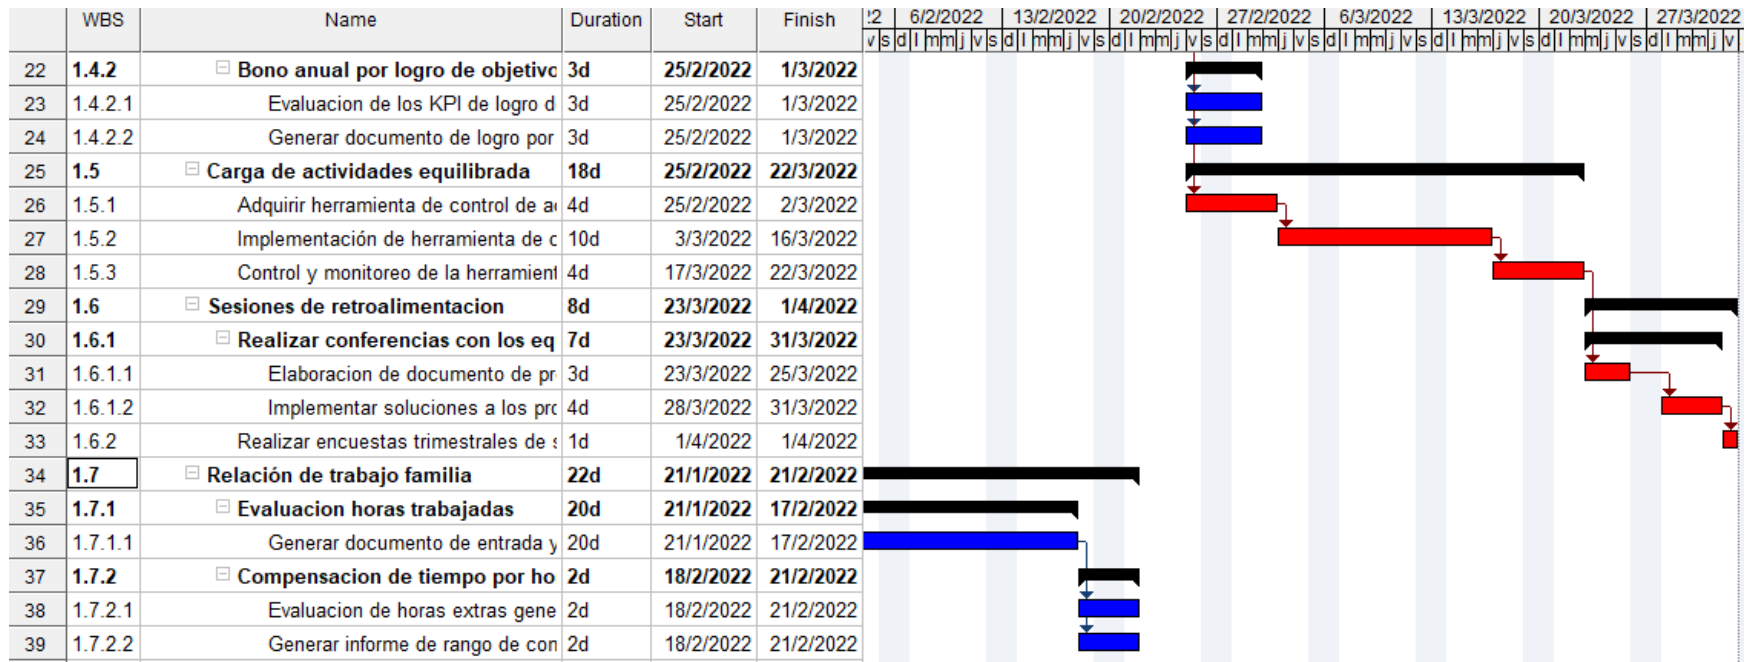 WBS Name Duration Start Finish 22 6/2/2022 13/2/2022 20/2/2022 27/2/2022 6/3/2022 13/3/2022 20/3/2022 27/3/2022
v s d l m m j v s d l m m j v s d l m m j v s d l m m j v s d l m m j v s d l m m j v s d l m m j v s d l m m j v
22 1.4.2 Bono anual por logro de objetivo 3d 25/2/2022 1/3/2022
23 1.4.2.1 Evaluacion de los KPI de logro d 3d 25/2/2022 1/3/2022
24 1.4.2.2 Generar documento de logro por 3d 25/2/2022 1/3/2022
25 1.5 Carga de actividades equilibrada 18d 25/2/2022 22/3/2022
26 1.5.1 Adquirir herramienta de control de a 4d 25/2/2022 2/3/2022
27 1.5.2 Implementación de herramienta de c 10d 3/3/2022 16/3/2022
28 1.5.3 Control y monitoreo de la herramient 4d 17/3/2022 22/3/2022
29 1.6 Sesiones de retroalimentacion 8d 23/3/2022 1/4/2022
30 1.6.1 Realizar conferencias con los eq 7d 23/3/2022 31/3/2022
31 1.6.1.1 Elaboracion de documento de pr 3d 23/3/2022 25/3/2022
32 1.6.1.2 Implementar soluciones a los pro 4d 28/3/2022 31/3/2022
33 1.6.2 Realizar encuestas trimestrales de s 1d 1/4/2022 1/4/2022
34 1.7 Relación de trabajo familia 22d 21/1/2022 21/2/2022
35 1.7.1 Evaluacion horas trabajadas 20d 21/1/2022 17/2/2022
36 1.7.1.1 Generar documento de entrada y 20d 21/1/2022 17/2/2022
37 1.7.2 Compensacion de tiempo por ho 2d 18/2/2022 21/2/2022
38 1.7.2.1 Evaluacion de horas extras gene 2d 18/2/2022 21/2/2022
39 1.7.2.2 Generar informe de rango de con 2d 18/2/2022 21/2/2022